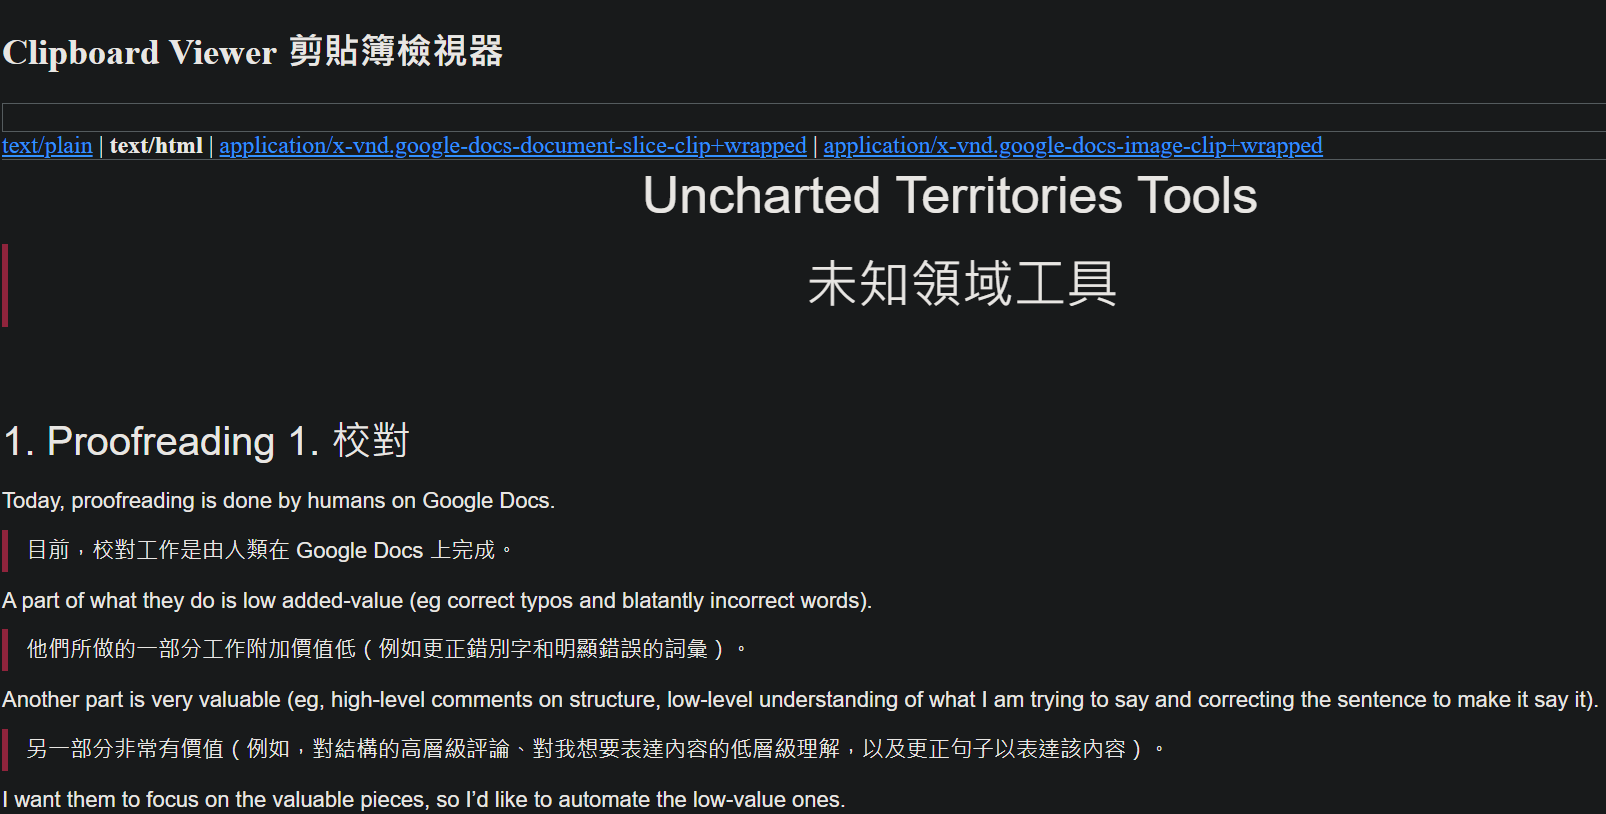 Clipboard Viewer 剪貼簿檢視器
text/plain | text/html | application/x-vnd.google-docs-document-slice-clip+wrapped | application/x-vnd.google-docs-image-clip+wrapped
Uncharted Territories Tools
未知領域工具
1. Proofreading 1. 校對
Today, proofreading is done by humans on Google Docs.
目前，校對工作是由人類在 Google Docs 上完成。
A part of what they do is low added-value (eg correct typos and blatantly incorrect words).
他們所做的一部分工作附加價值低（例如更正錯別字和明顯錯誤的詞彙）。
Another part is very valuable (eg, high-level comments on structure, low-level understanding of what I am trying to say and correcting the sentence to make it say it).
另一部分非常有價值（例如，對結構的高層級評論、對我想要表達內容的低層級理解，以及更正句子以表達該內容）。
I want them to focus on the valuable pieces, so I’d like to automate the low-value ones.